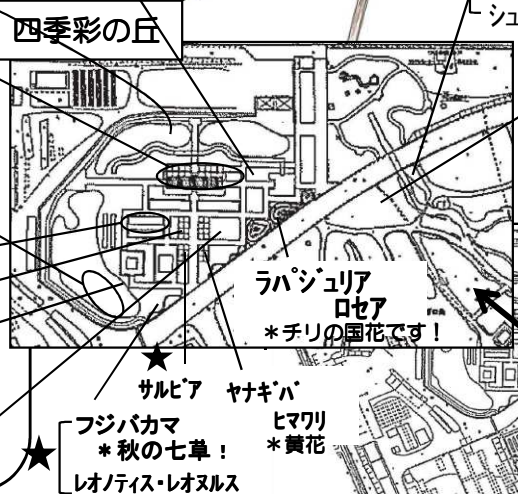 四季彩の丘
シュ
ラパジュリア
ロセア
*チリの国花です！
★
サルビア
ヤナギバ
ヒマワリ
*黄花
★
フジバカマ
*秋の七草！
レオノティス・レオヌルス